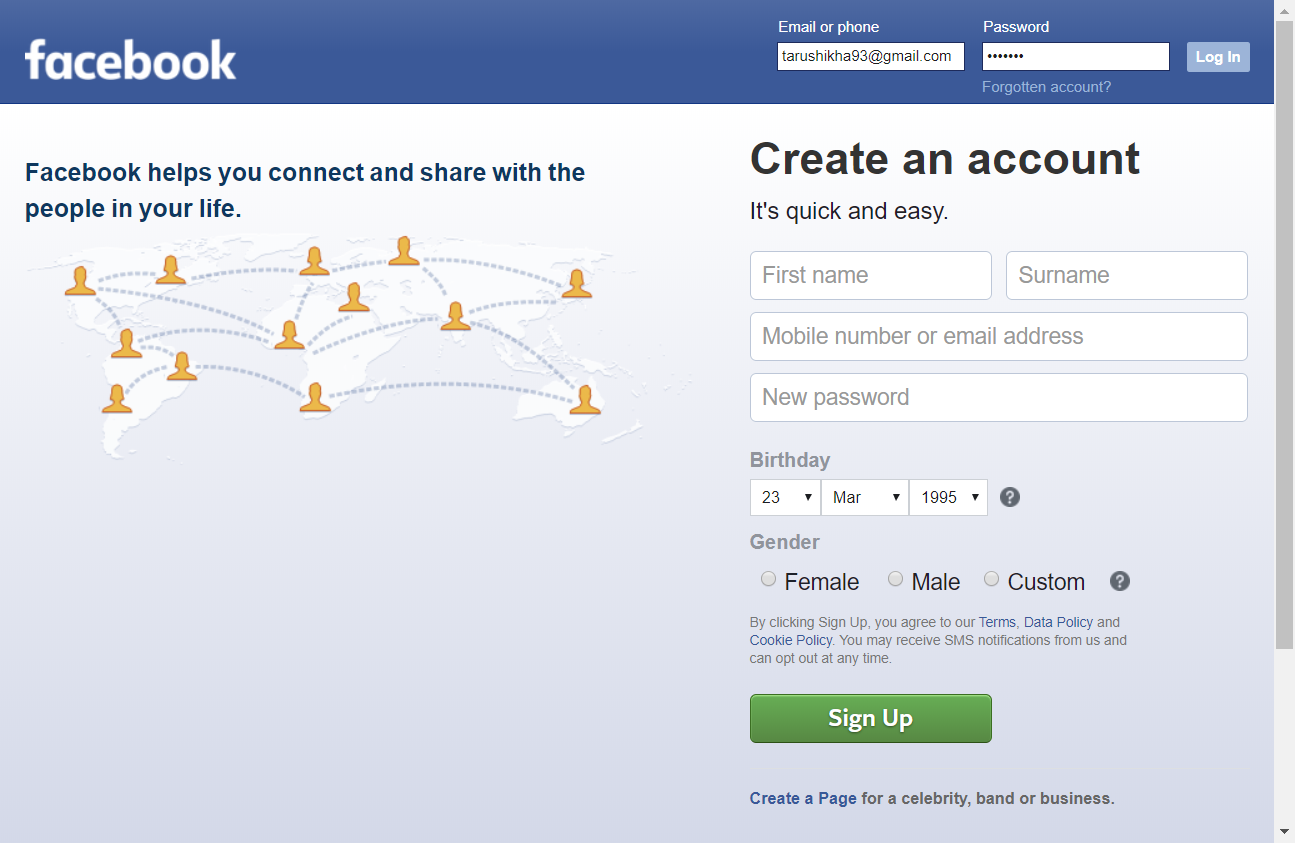 facebook
Email or phone
Password
tarushikha93@gmail.com
•••••••
Log In
Forgotten account?
Facebook helps you connect and share with the
people in your life.
Create an account
It's quick and easy.
First name
Surname
Mobile number or email address
New password
Birthday
23 Mar 1995 ?
Gender
Female Male Custom ?
By clicking Sign Up, you agree to our Terms, Data Policy and
Cookie Policy. You may receive SMS notifications from us and
can opt out at any time.
Sign Up
Create a Page for a celebrity, band or business.